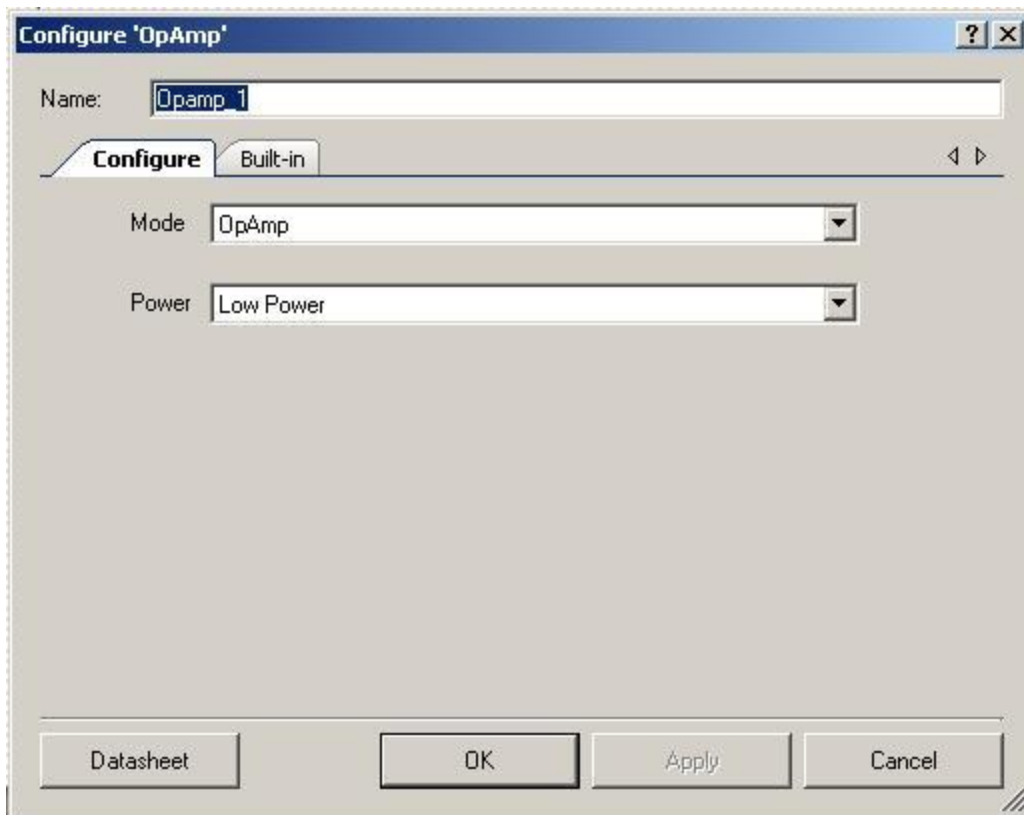 Configure 'OpAmp'
Name: Opamp_1
Configure Built-in
Mode OpAmp
Power Low Power
Datasheet OK Apply Cancel